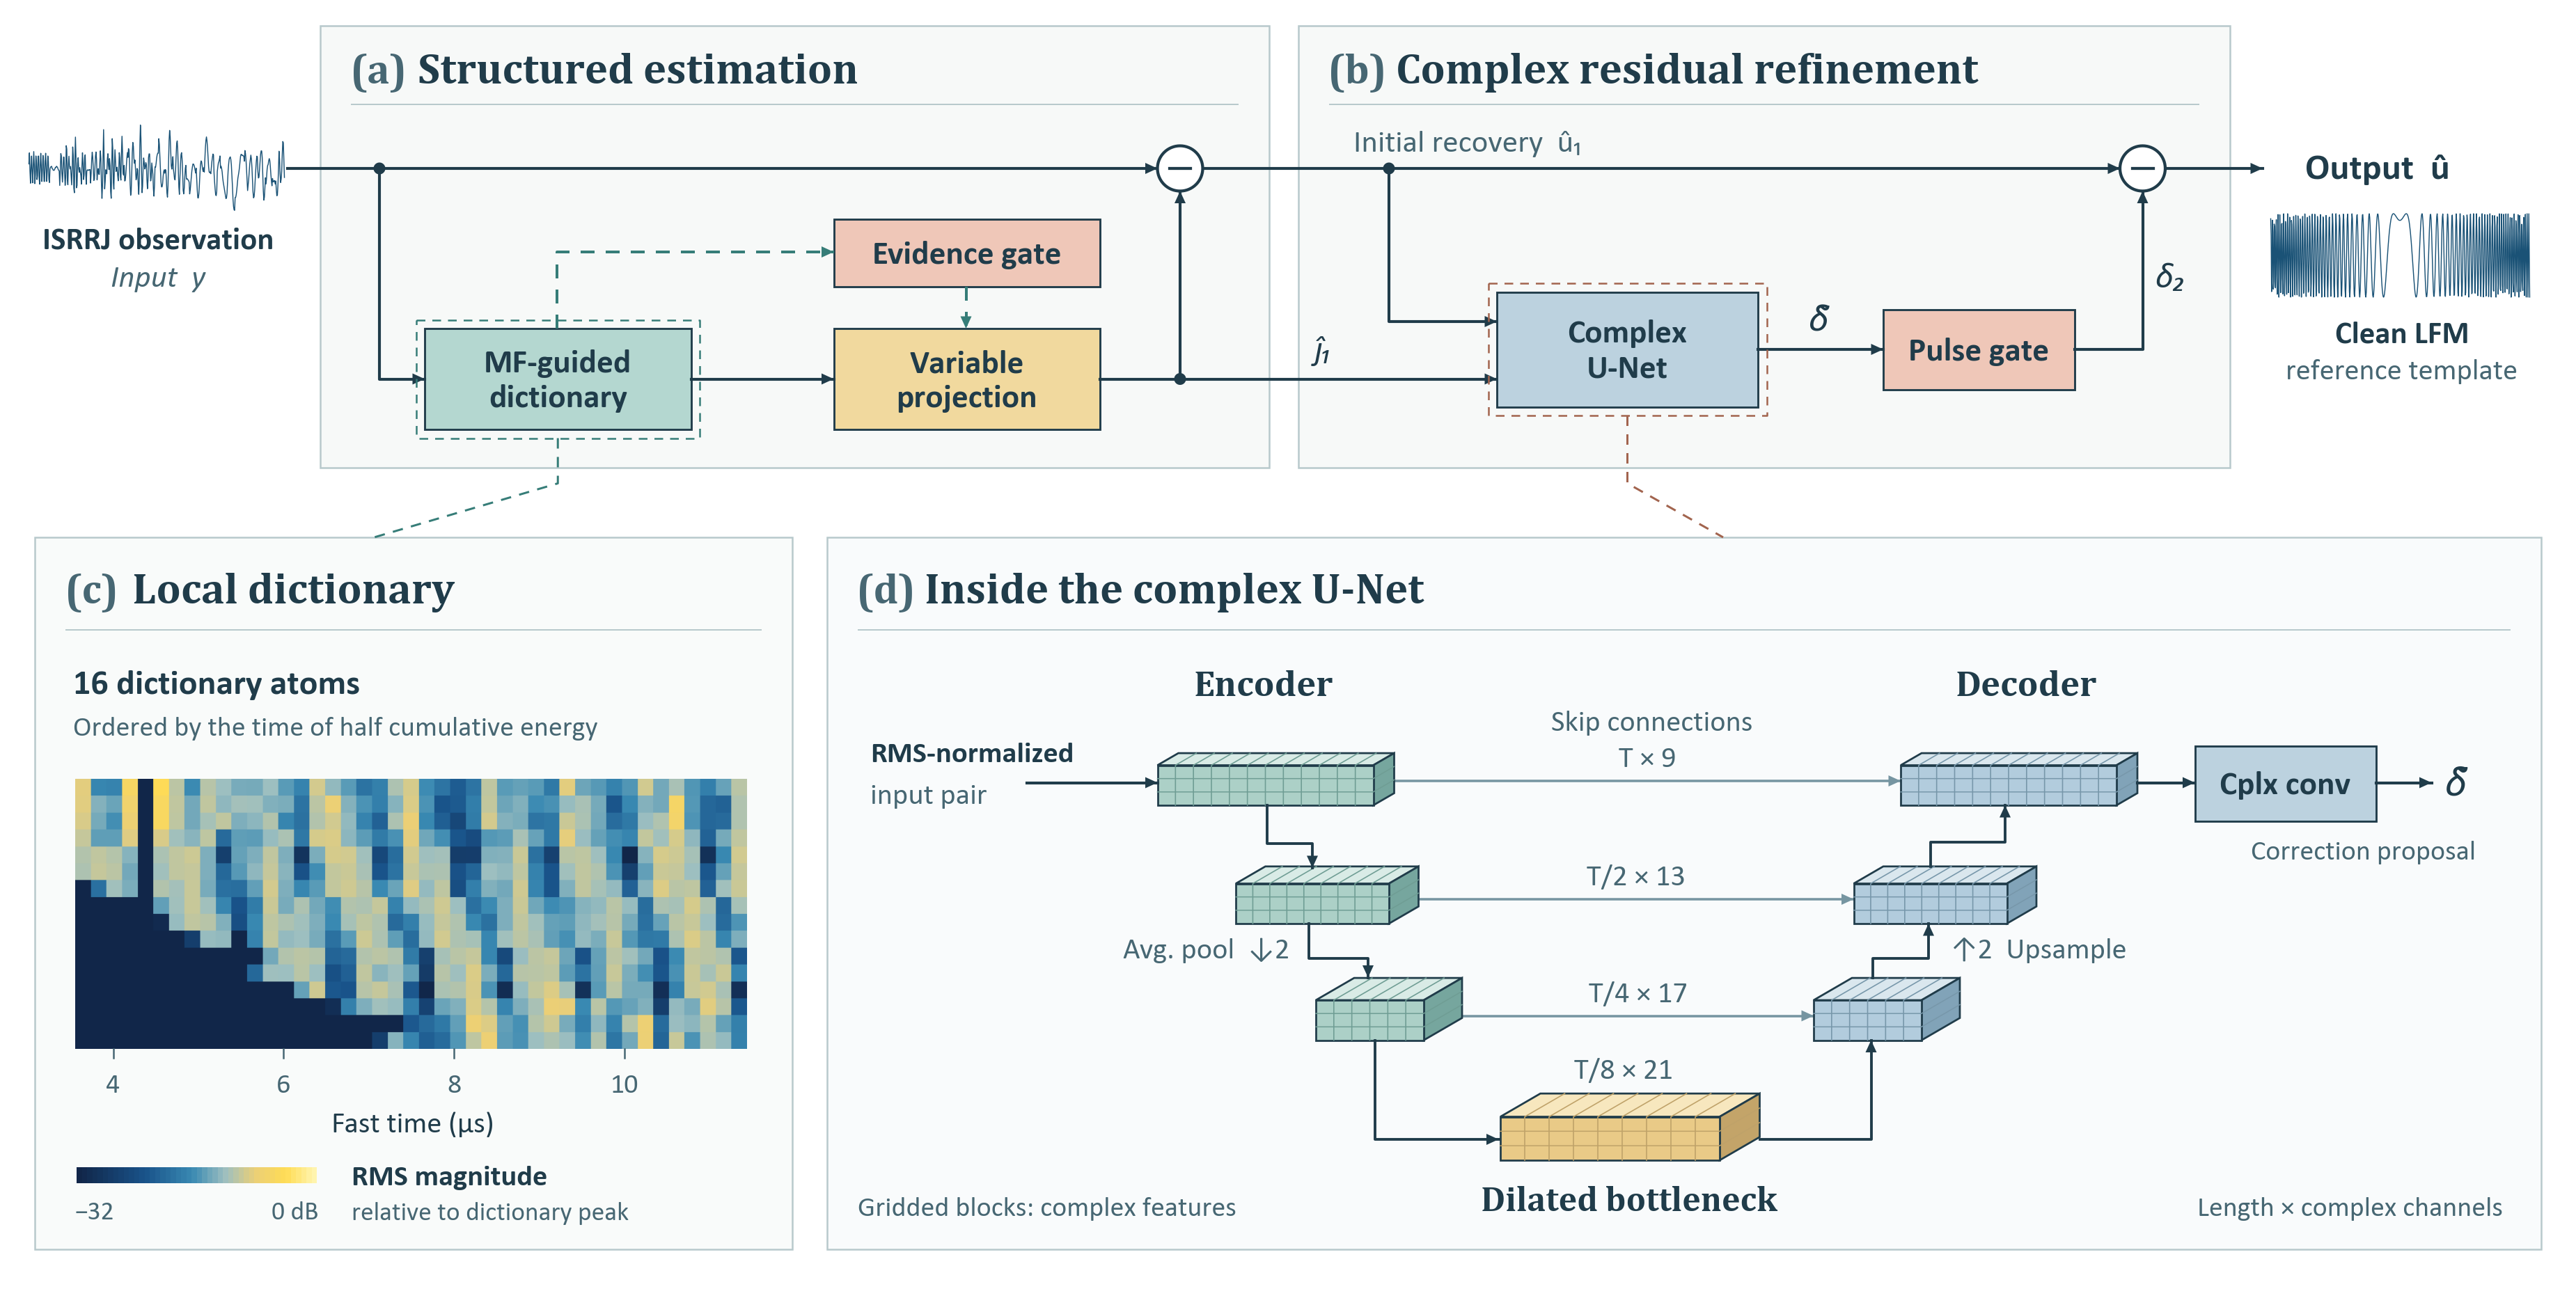 (a) Structured estimation
ISRRJ observation
Input y
Evidence gate
MF-guided
dictionary
Variable
projection
(b) Complex residual refinement
Initial recovery û₁
ĵ₁
Complex
U-Net
δ̃
Pulse gate
δ₂
Output û
Clean LFM
reference template
(c) Local dictionary
16 dictionary atoms
Ordered by the time of half cumulative energy
4 6 8 10
Fast time (µs)
−32 0 dB
RMS magnitude
relative to dictionary peak
(d) Inside the complex U-Net
Encoder
Decoder
RMS-normalized
input pair
Skip connections
T × 9
Cplx conv
δ̃
Correction proposal
T/2 × 13
Avg. pool ↓2
↑2 Upsample
T/4 × 17
T/8 × 21
Dilated bottleneck
Gridded blocks: complex features
Length × complex channels